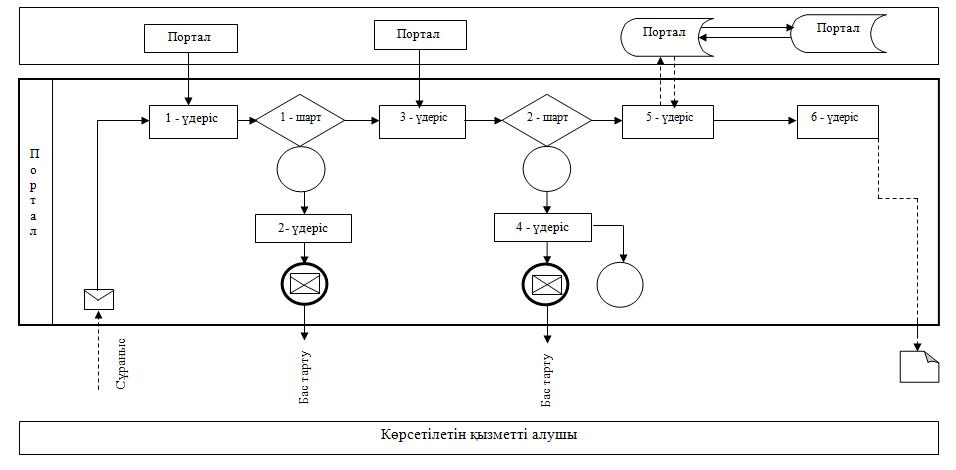 Портал
Портал
Портал
Портал
Портал
1 - үдеріс
1 - шарт
3 - үдеріс
2 - шарт
5 - үдеріс
6 - үдеріс
2- үдеріс
4 - үдеріс
Сұраныс
Бас тарту
Бас тарту
Көрсетілетін қызметті алушы